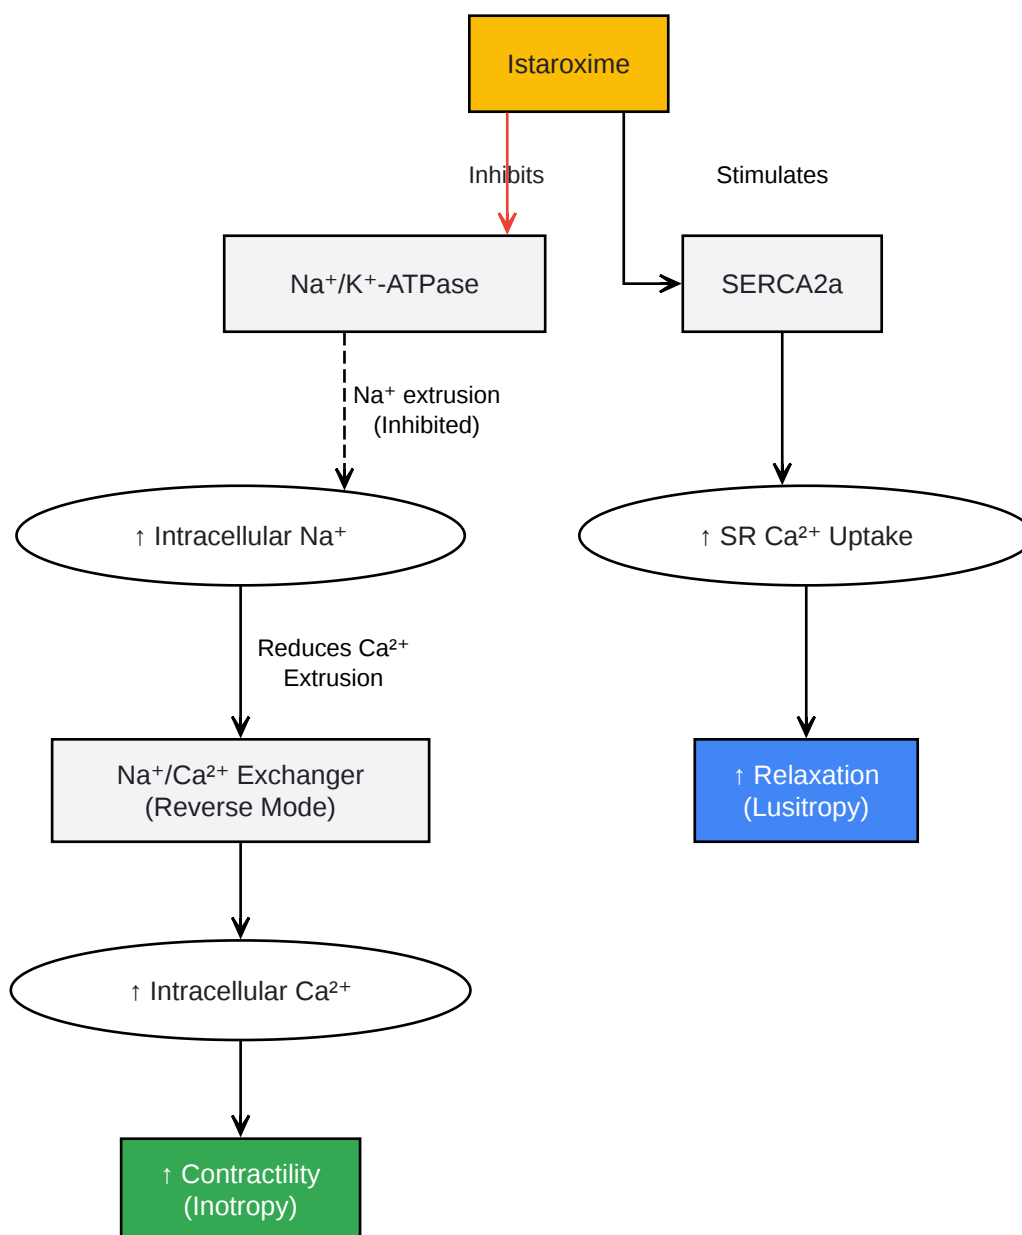 Istaroxime
Inhibits
Stimulates
Na⁺/K⁺-ATPase
SERCA2a
Na⁺ extrusion
(Inhibited)
↑ Intracellular Na⁺
↑ SR Ca²⁺ Uptake
Reduces Ca²⁺
Extrusion
Na⁺/Ca²⁺ Exchanger
(Reverse Mode)
↑ Relaxation
(Lusitropy)
↑ Intracellular Ca²⁺
↑ Contractility
(Inotropy)